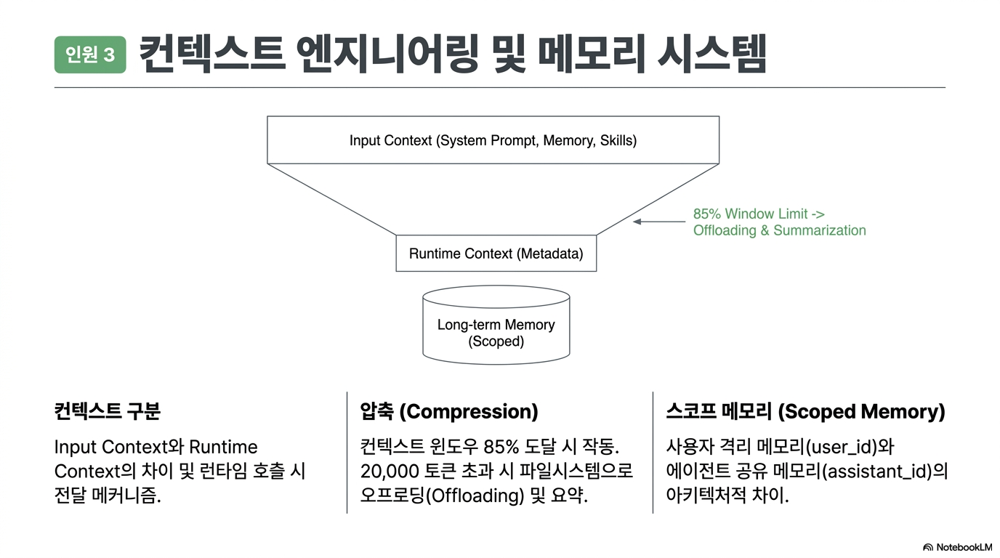 인원 3
컨텍스트 엔지니어링 및 메모리 시스템
Input Context (System Prompt, Memory, Skills)
85% Window Limit ->
Offloading & Summarization
Runtime Context (Metadata)
Long-term Memory
(Scoped)
컨텍스트 구분
Input Context와 Runtime
Context의 차이 및 런타임 호출 시
전달 메커니즘.
압축 (Compression)
컨텍스트 윈도우 85% 도달 시 작동.
20,000 토큰 초과 시 파일시스템으로
오프로딩(Offloading) 및 요약.
스코프 메모리 (Scoped Memory)
사용자 격리 메모리(user_id)와
에이전트 공유 메모리(assistant_id)의
아키텍처적 차이.
NotebookLM